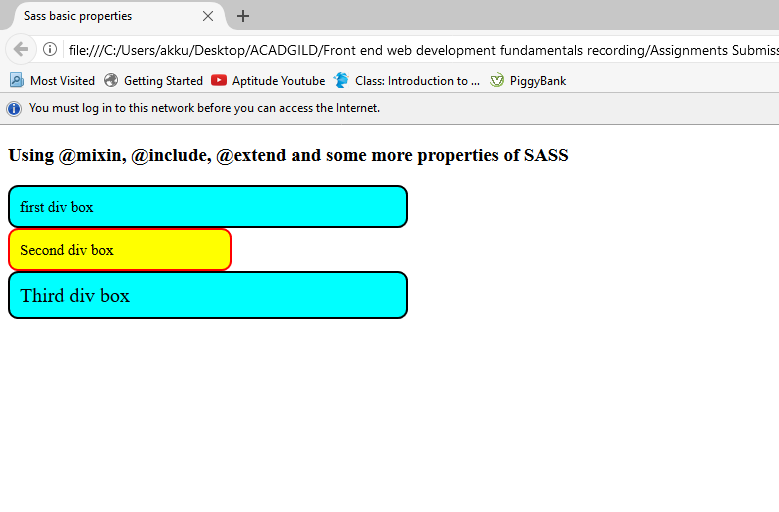 Sass basic properties
file:///C:/Users/akku/Desktop/ACADGILD/Front end web development fundamentals recording/Assignments Submiss
Most Visited Getting Started Aptitude Youtube Class: Introduction to ... PiggyBank
You must log in to this network before you can access the Internet.
Using @mixin, @include, @extend and some more properties of SASS
first div box
Second div box
Third div box